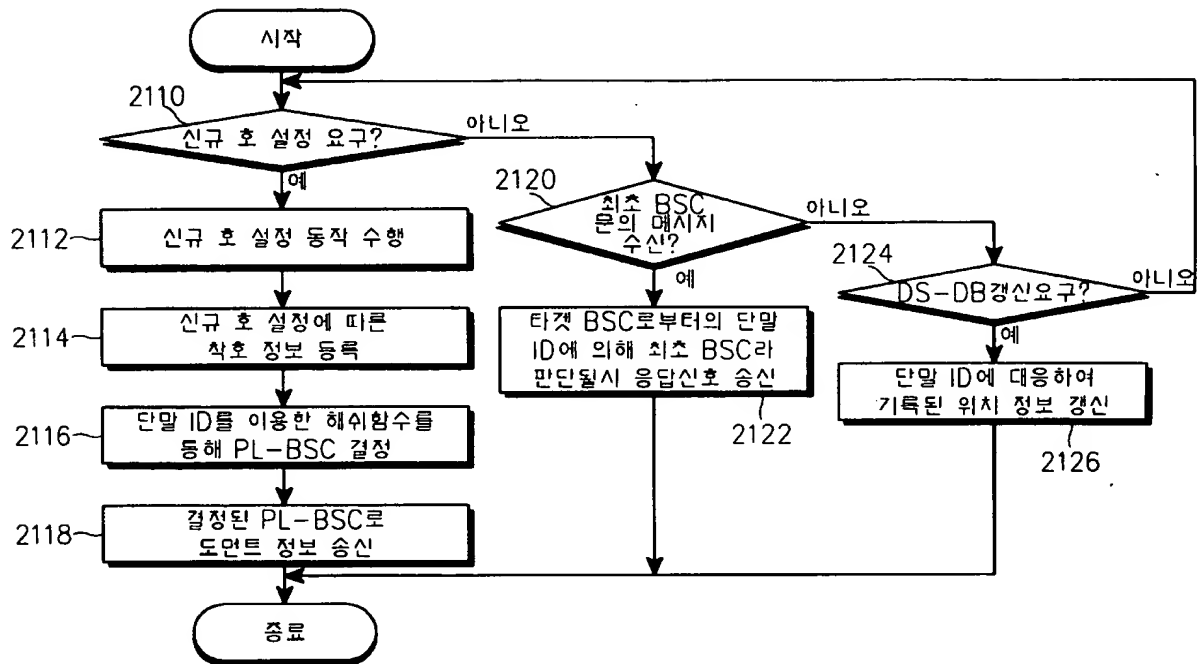 시작
2110
신규 호 설정 요구?
아니오
예
2112
신규 호 설정 동작 수행
2114
신규 호 설정에 따른
착호 정보 등록
2116
단말 ID를 이용한 해쉬함수를
통해 PL-BSC 결정
2118
결정된 PL-BSC로
도먼트 정보 송신
종료
2120
최초 BSC
문의 메시지
수신?
아니오
예
타겟 BSC로부터의 단말
ID에 의해 최초 BSC라
판단될시 응답신호 송신
2122
2124
DS-DB갱신요구?
아니오
예
단말 ID에 대응하여
기록된 위치 정보 갱신
2126